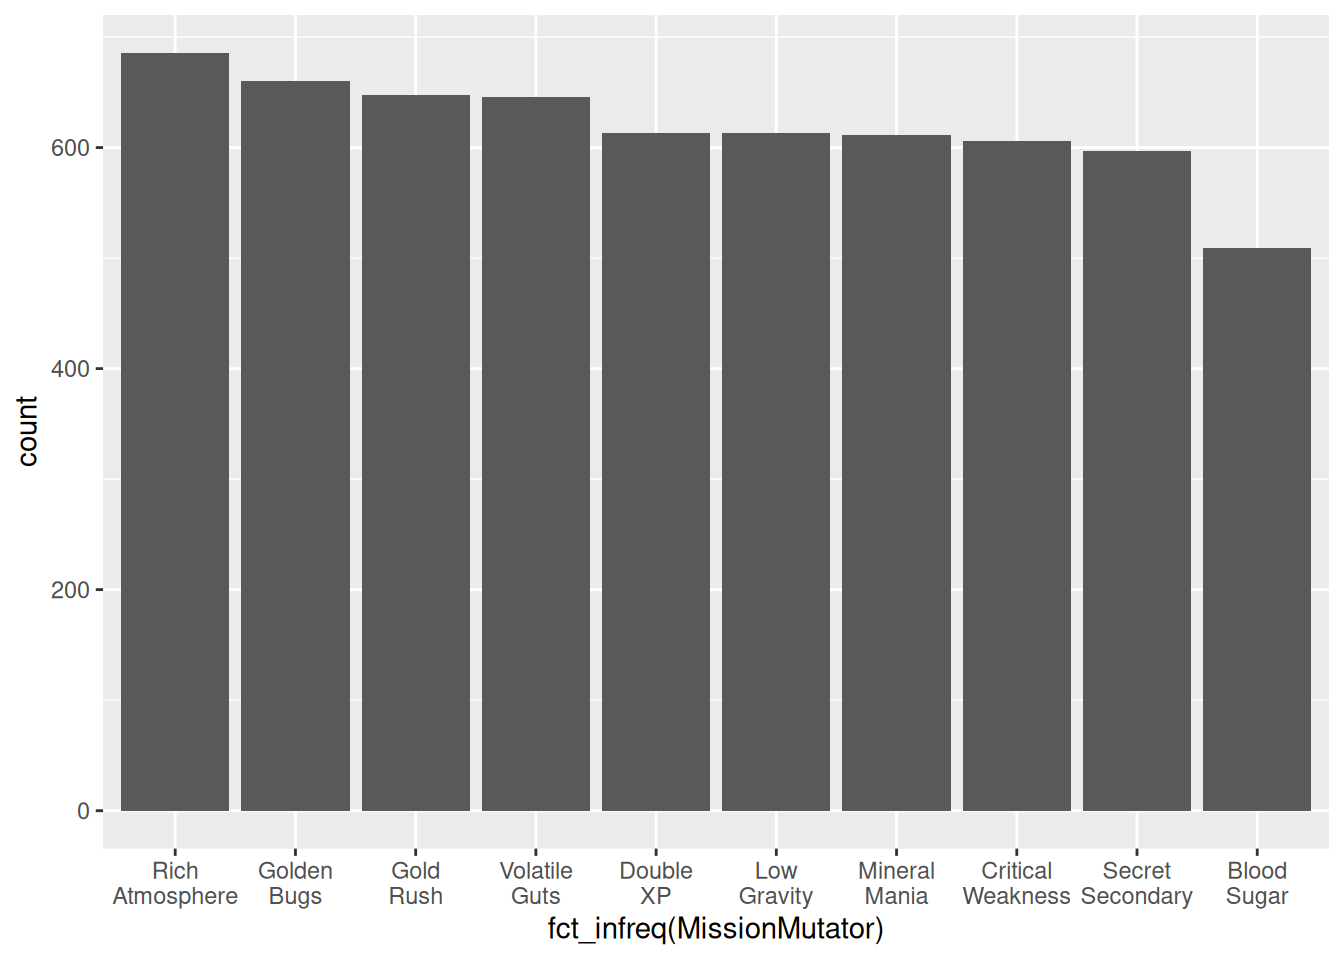 600
400
200
0
count
Rich Golden Gold Volatile Double Low Mineral Critical Secret Blood
Atmosphere Bugs Rush Guts XP Gravity Mania Weakness Secondary Sugar
fct_infreq(MissionMutator)